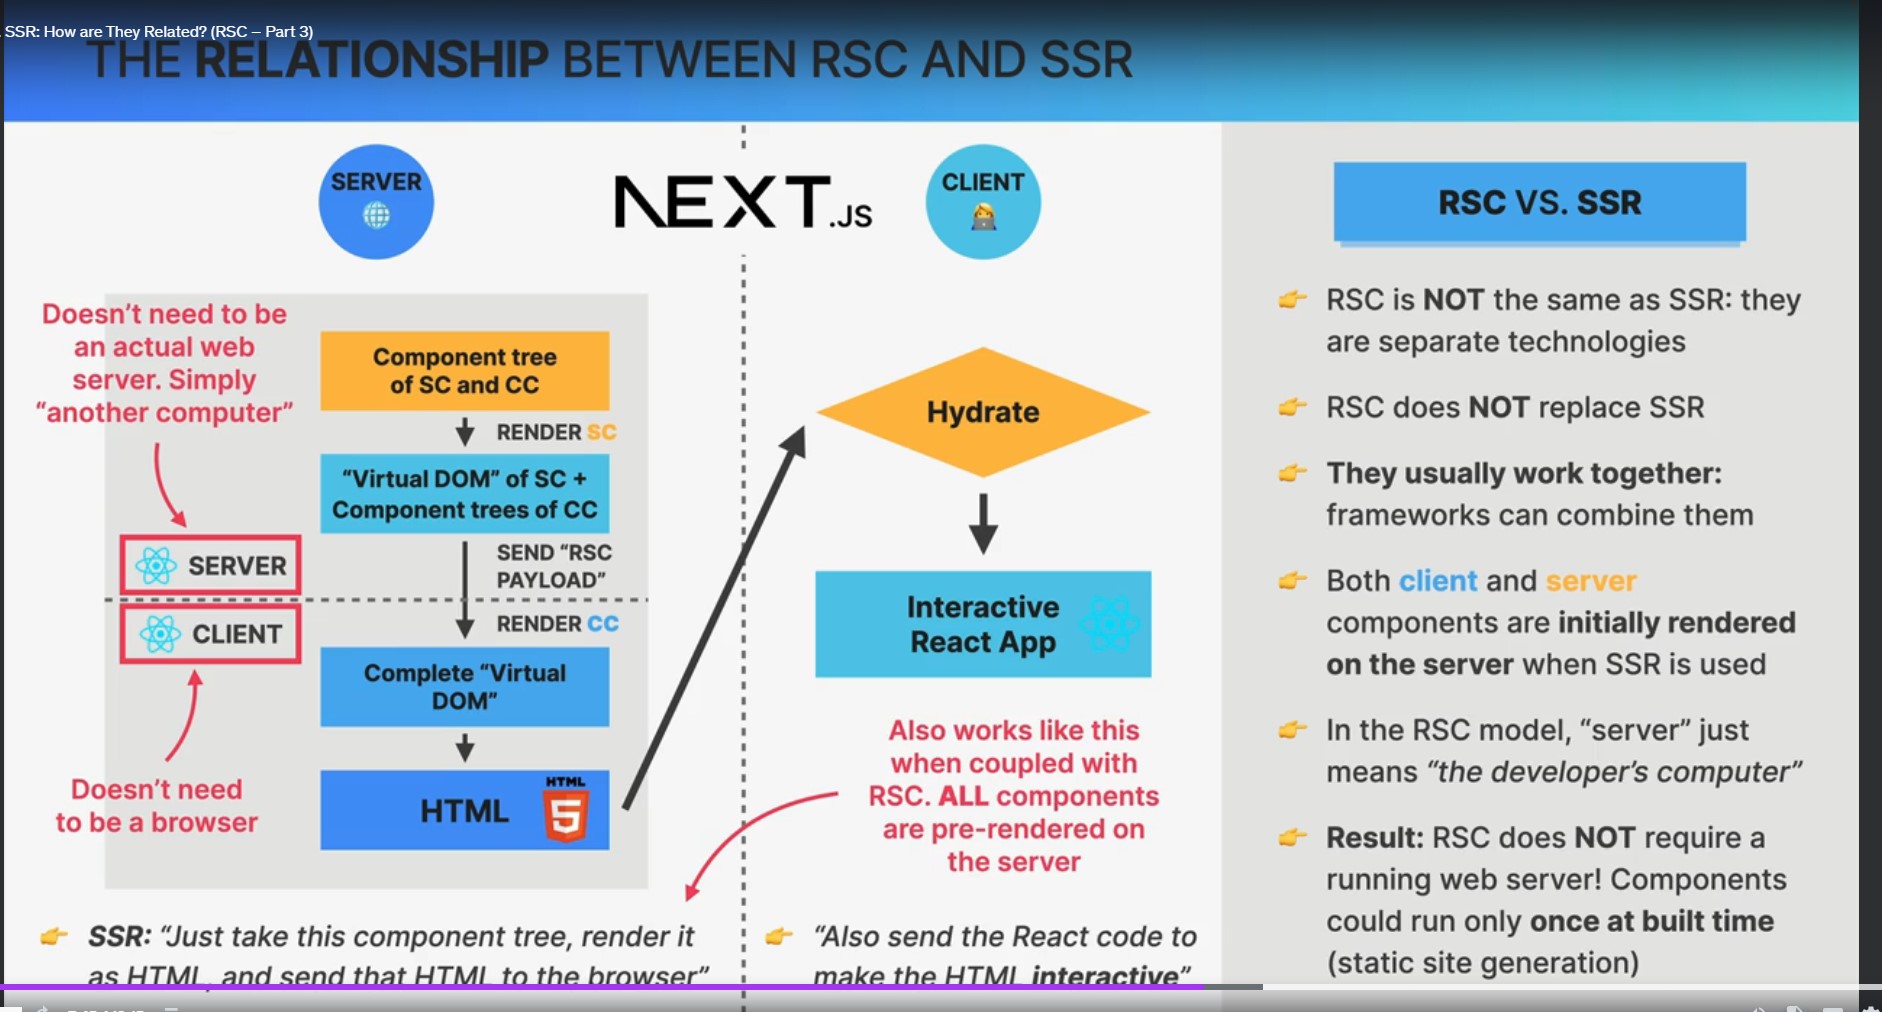 SSR: How are They Related? (RSC – Part 3)
THE RELATIONSHIP BETWEEN RSC AND SSR
SERVER
NEXT.JS
CLIENT
Doesn’t need to be
an actual web
server. Simply
“another computer”
Component tree
of SC and CC
RENDER SC
“Virtual DOM” of SC +
Component trees of CC
SEND “RSC
PAYLOAD”
SERVER
CLIENT
RENDER CC
Complete “Virtual
DOM”
Doesn’t need
to be a browser
HTML
HTML
5
Hydrate
Interactive
React App
Also works like this
when coupled with
RSC. ALL components
are pre-rendered on
the server
SSR: “Just take this component tree, render it
as HTML, and send that HTML to the browser”
“Also send the React code to
make the HTML interactive”
RSC VS. SSR
RSC is NOT the same as SSR: they
are separate technologies
RSC does NOT replace SSR
They usually work together:
frameworks can combine them
Both client and server
components are initially rendered
on the server when SSR is used
In the RSC model, “server” just
means “the developer’s computer”
Result: RSC does NOT require a
running web server! Components
could run only once at built time
(static site generation)